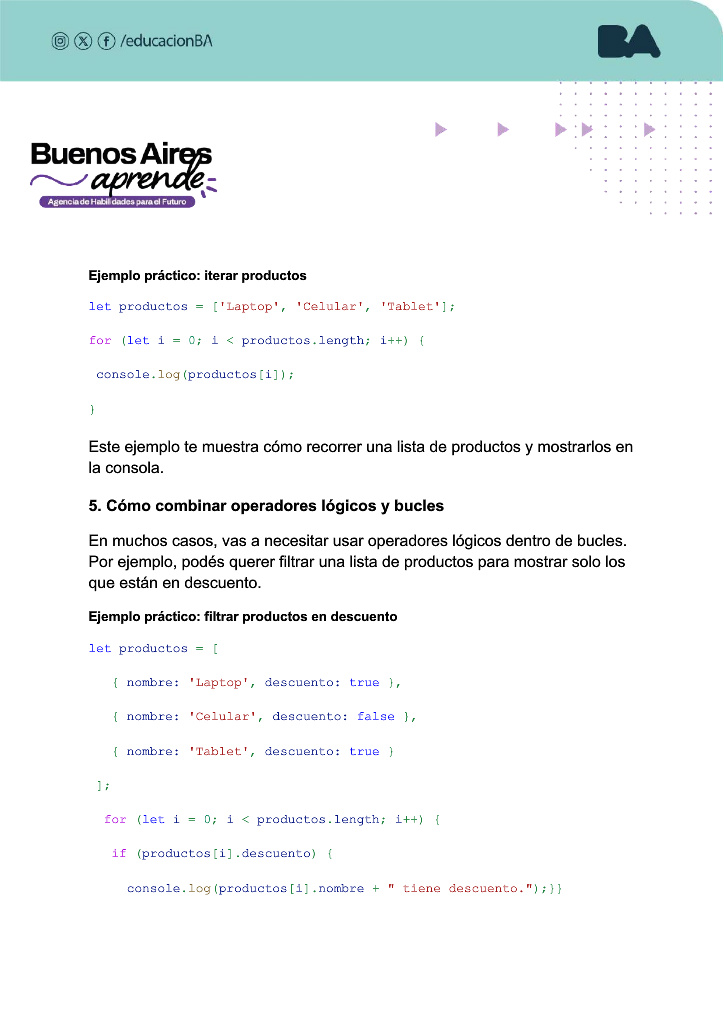 /educacionBA
BA
Buenos Aires
aprende
Agencia de Habilidades para el Futuro
Ejemplo práctico: iterar productos
let productos = ['Laptop', 'Celular', 'Tablet'];
for (let i = 0; i < productos.length; i++) {
console.log(productos[i]);
}
Este ejemplo te muestra cómo recorrer una lista de productos y mostrarlos en
la consola.
5. Cómo combinar operadores lógicos y bucles
En muchos casos, vas a necesitar usar operadores lógicos dentro de bucles.
Por ejemplo, podés querer filtrar una lista de productos para mostrar solo los
que están en descuento.
Ejemplo práctico: filtrar productos en descuento
let productos = [
{ nombre: 'Laptop', descuento: true },
{ nombre: 'Celular', descuento: false },
{ nombre: 'Tablet', descuento: true }
];
for (let i = 0; i < productos.length; i++) {
if (productos[i].descuento) {
console.log(productos[i].nombre + " tiene descuento.");}}